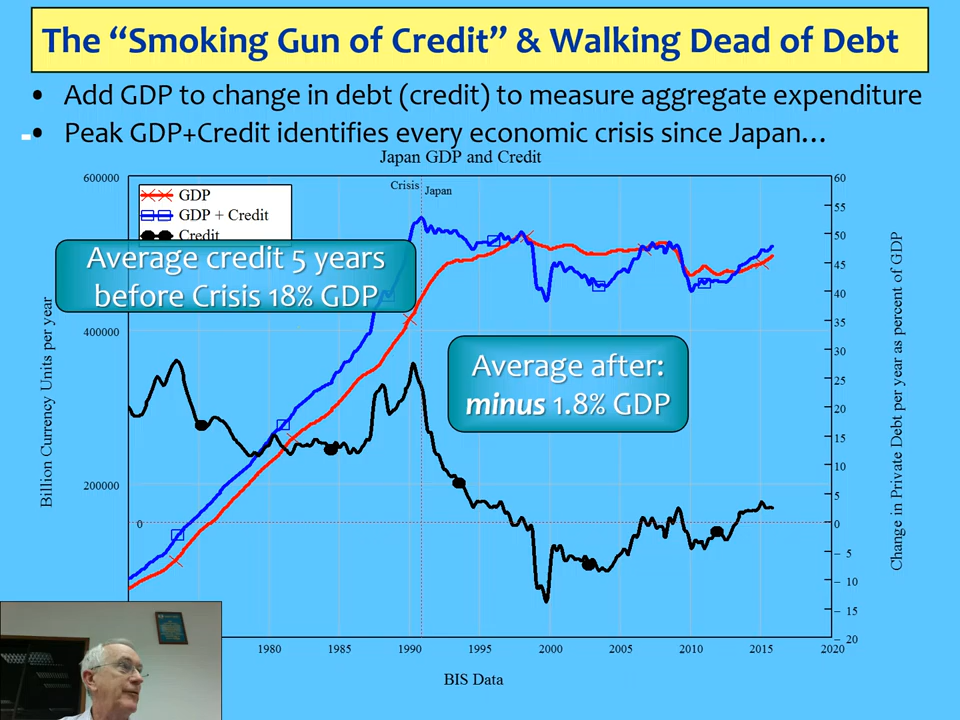 The “Smoking Gun of Credit” & Walking Dead of Debt
• Add GDP to change in debt (credit) to measure aggregate expenditure
• Peak GDP+Credit identifies every economic crisis since Japan…
Japan GDP and Credit
600000
400000
200000
0
Billion Currency Units per year
GDP
GDP + Credit
Credit
Crisis
Japan
Average credit 5 years
before Crisis 18% GDP
Average after:
minus 1.8% GDP
60
55
50
45
40
35
30
25
20
15
10
5
0
– 5
– 10
– 15
– 20
Change in Private Debt per year as percent of GDP
1980
1985
1990
1995
2000
2005
2010
2015
2020
BIS Data